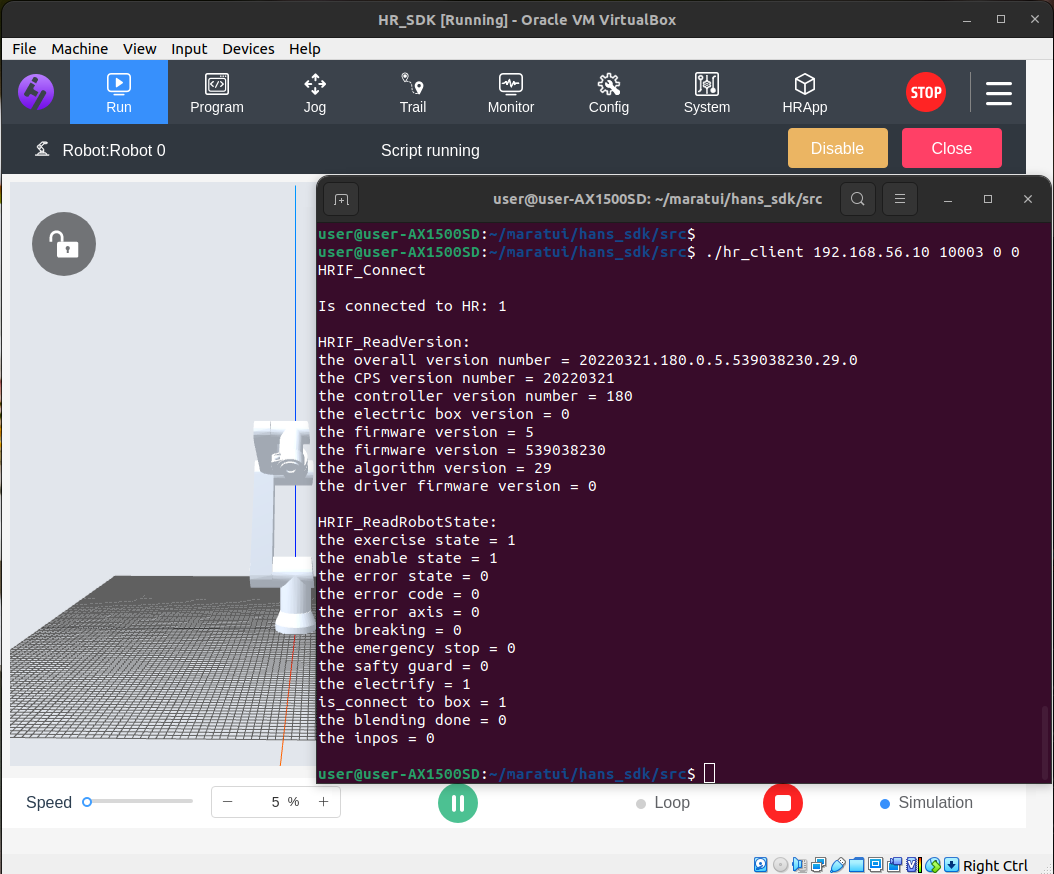 HR_SDK [Running] - Oracle VM VirtualBox
File Machine View Input Devices Help
Run Program Jog Trail Monitor Config System HRApp STOP
Robot:Robot 0 Script running Disable Close
user@user-AX1500SD: ~/maratui/hans_sdk/src
user@user-AX1500SD:~/maratui/hans_sdk/src$
user@user-AX1500SD:~/maratui/hans_sdk/src$ ./hr_client 192.168.56.10 10003 0 0
HRIF_Connect
Is connected to HR: 1
HRIF_ReadVersion:
the overall version number = 20220321.180.0.5.539038230.29.0
the CPS version number = 20220321
the controller version number = 180
the electric box version = 0
the firmware version = 5
the firmware version = 539038230
the algorithm version = 29
the driver firmware version = 0
HRIF_ReadRobotState:
the exercise state = 1
the enable state = 1
the error state = 0
the error code = 0
the error axis = 0
the breaking = 0
the emergency stop = 0
the safty guard = 0
the electrify = 1
is_connect to box = 1
the blending done = 0
the inpos = 0
user@user-AX1500SD:~/maratui/hans_sdk/src$
Speed − 5 % + Loop Simulation
Right Ctrl